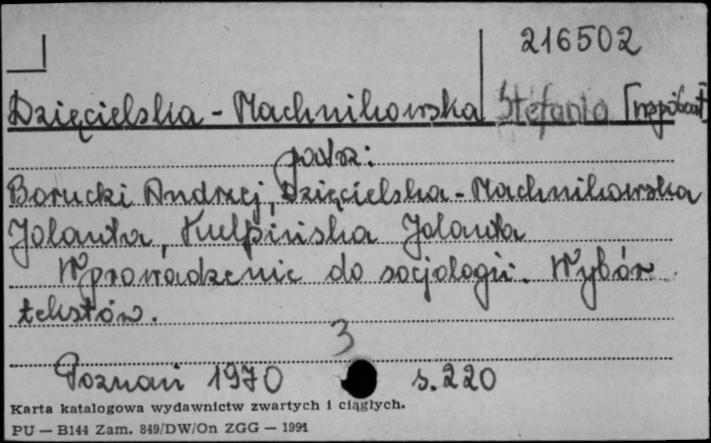 216502
Dzięcielska-Machnikowska Stefania [współaut]
patrz:
Borucki Andrzej, Dzięcielska-Machnikowska
Jolanta, Kulpińska Jolanta
Wprowadzenie do socjologii. Wybór
tekstów.
3
Poznań 1970 s. 220
Karta katalogowa wydawnictw zwartych i ciągłych.
PU — B144 Zam. 849/DW/On ZGG — 1991